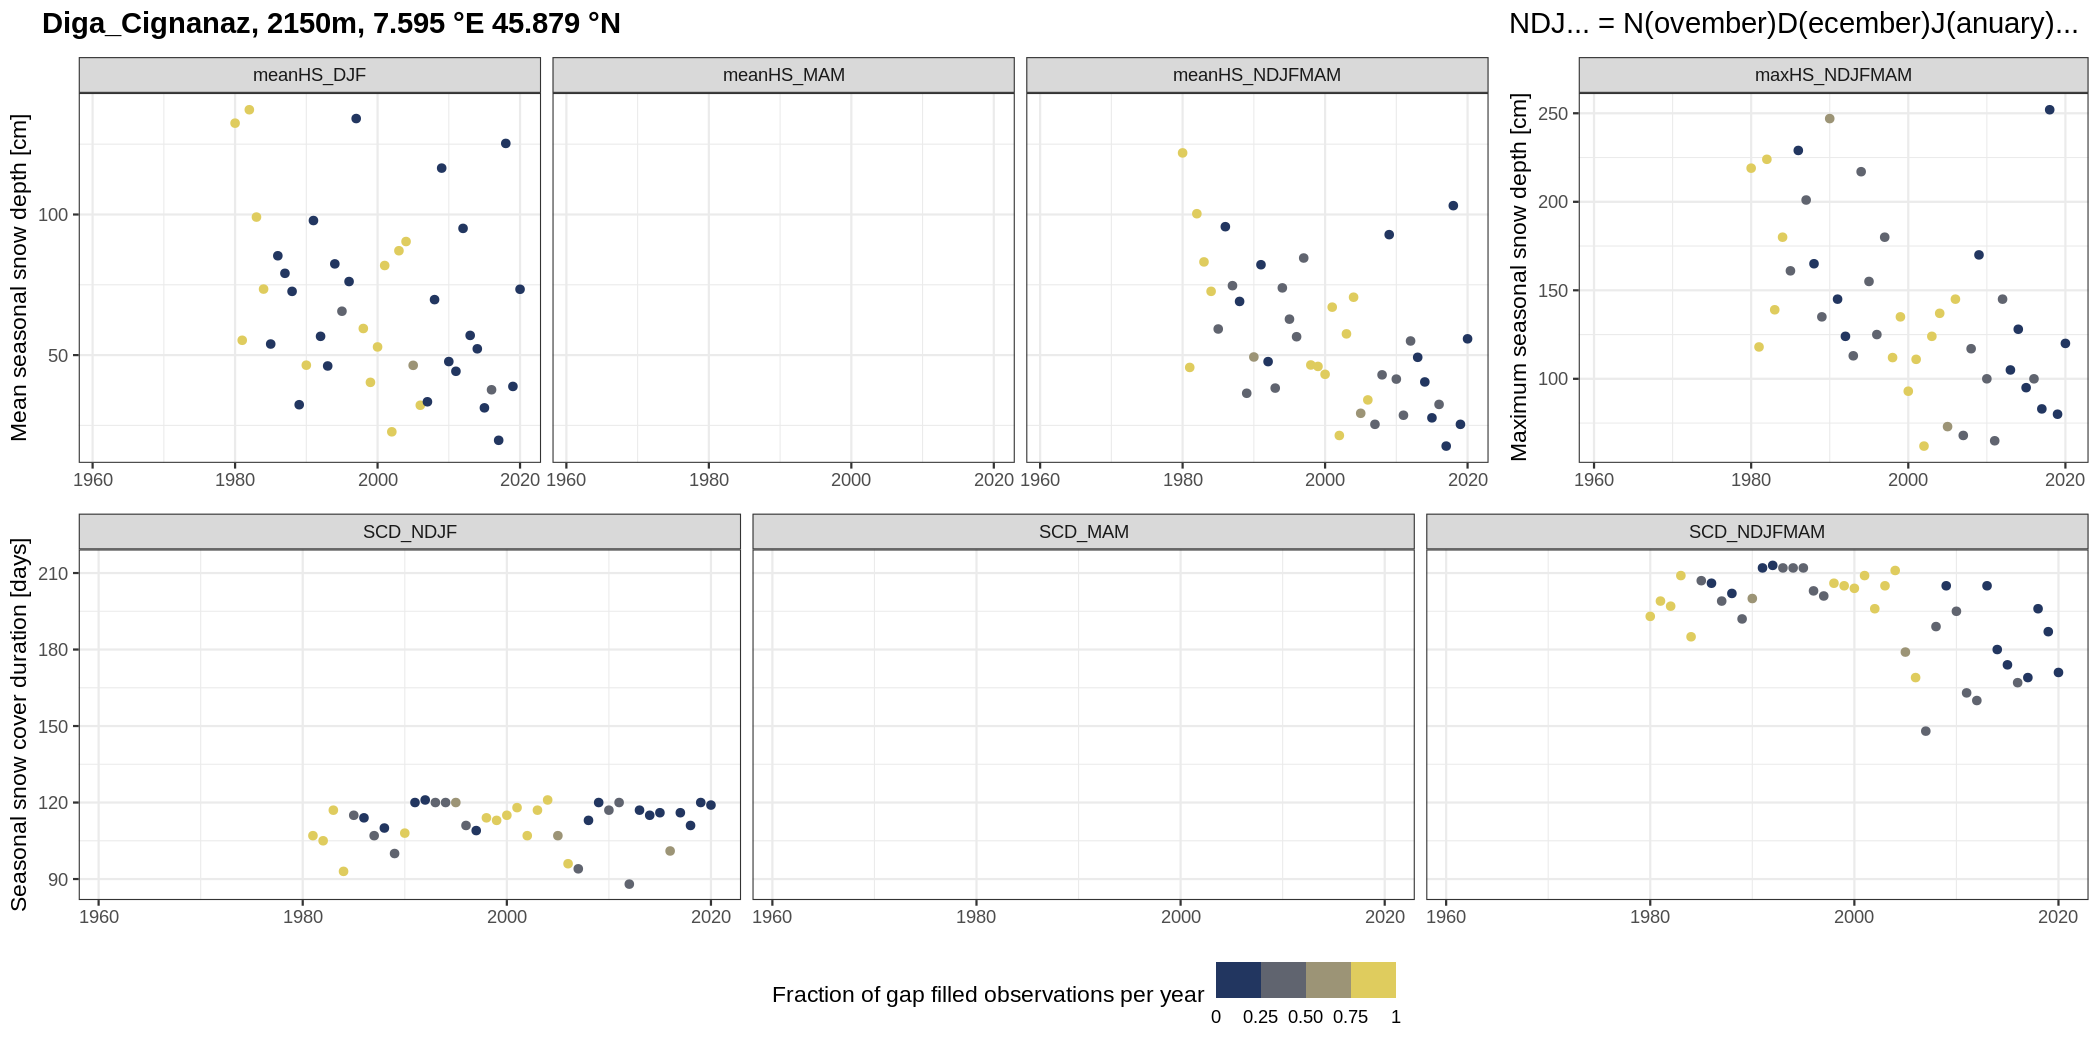 Diga_Cignanaz, 2150m, 7.595 °E 45.879 °N
NDJ... = N(ovember)D(ecember)J(anuary)...
meanHS_DJF
meanHS_MAM
meanHS_NDJFMAM
maxHS_NDJFMAM
Mean seasonal snow depth [cm]
100
50
1960 1980 2000 2020
1960 1980 2000 2020
1960 1980 2000 2020
Maximum seasonal snow depth [cm]
250
200
150
100
1960 1980 2000 2020
SCD_NDJF
SCD_MAM
SCD_NDJFMAM
Seasonal snow cover duration [days]
210
180
150
120
90
1960 1980 2000 2020
1960 1980 2000 2020
1960 1980 2000 2020
Fraction of gap filled observations per year
0 0.25 0.50 0.75 1